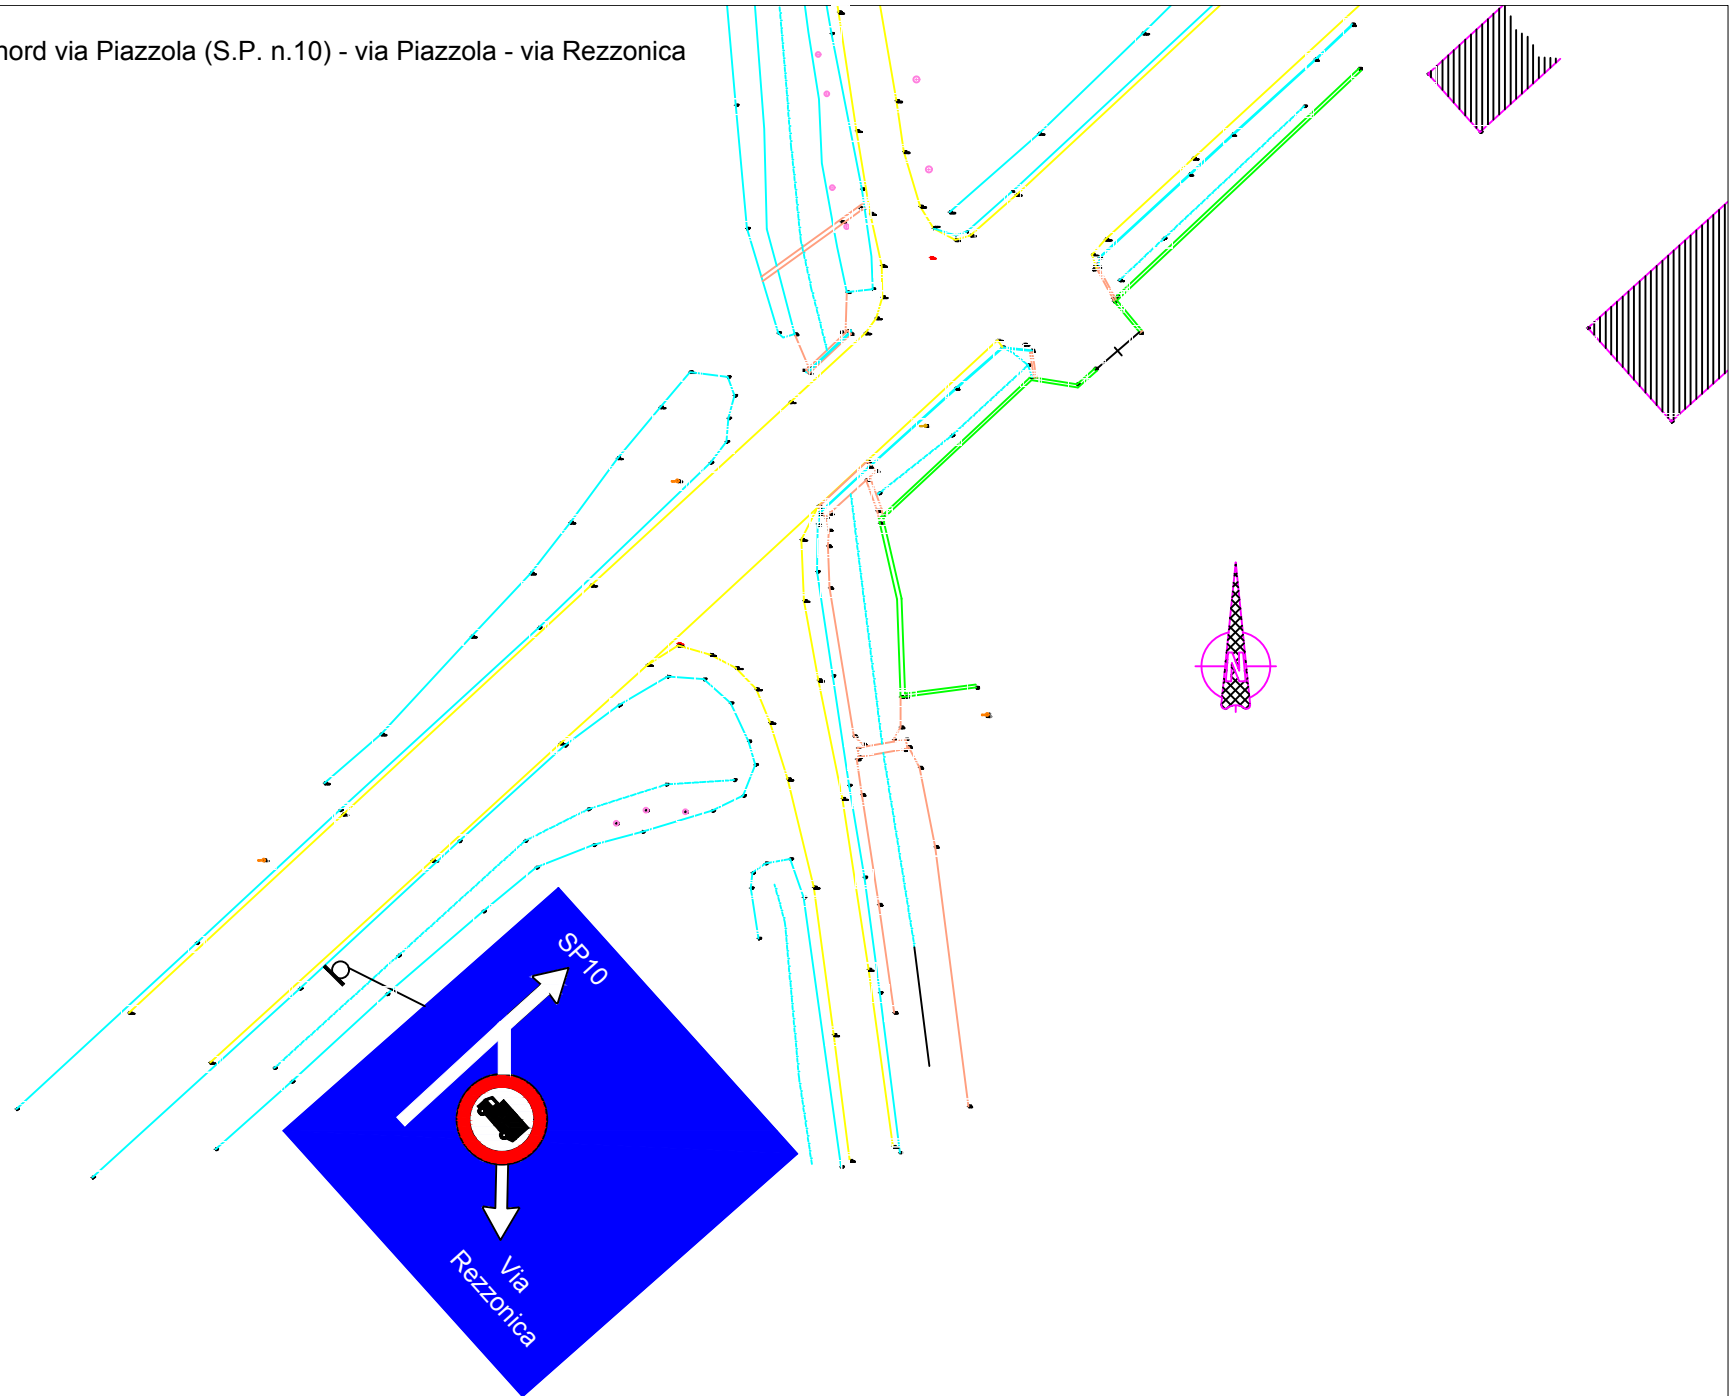 nord via Piazzola (S.P. n.10) - via Piazzola - via Rezzonica
N
SP10
Via
Rezzonica